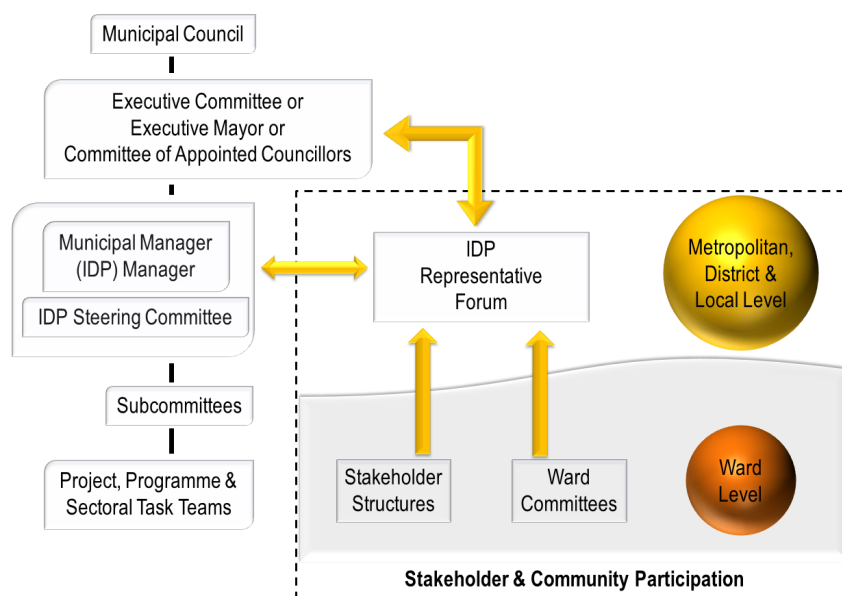 Municipal Council
Executive Committee or
Executive Mayor or
Committee of Appointed Councillors
Municipal Manager
(IDP) Manager
IDP Steering Committee
Subcommittees
Project, Programme &
Sectoral Task Teams
IDP
Representative
Forum
Metropolitan,
District &
Local Level
Stakeholder
Structures
Ward
Committees
Ward
Level
Stakeholder & Community Participation